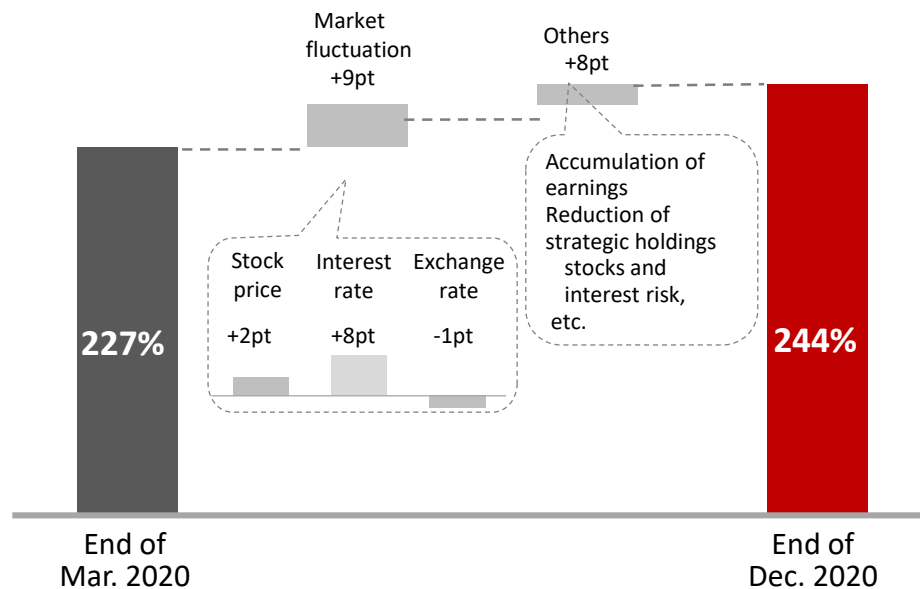 Market
fluctuation
+9pt
Others
+8pt
Accumulation of
earnings
Reduction of
strategic holdings
stocks and
interest risk,
etc.
Stock
price
Interest
rate
Exchange
rate
+2pt
+8pt
-1pt
227%
244%
End of
Mar. 2020
End of
Dec. 2020